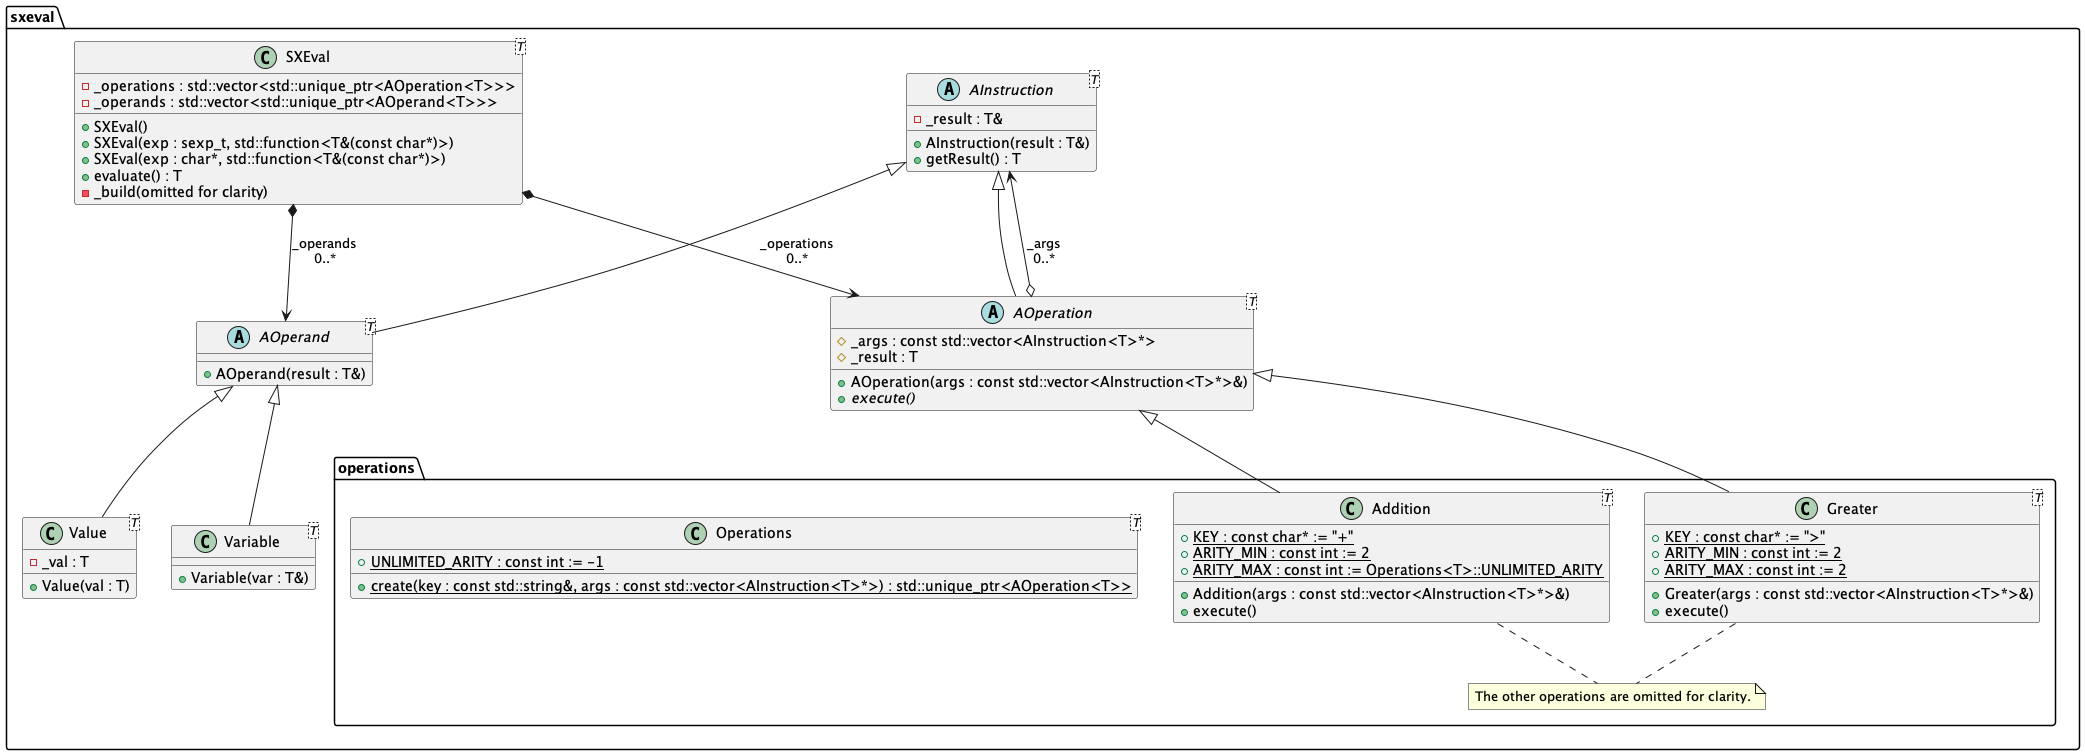 sxeval
T
C SXEval
_operations : std::vector<std::unique_ptr<AOperation<T>>>
_operands : std::vector<std::unique_ptr<AOperand<T>>>
SXEval()
SXEval(exp : sexp_t, std::function<T&(const char*)>)
SXEval(exp : char*, std::function<T&(const char*)>)
evaluate() : T
_build(omitted for clarity)
T
A AInstruction
_result : T&
AInstruction(result : T&)
getResult() : T
_operands
0..*
_operations
0..*
_args
0..*
T
A AOperand
AOperand(result : T&)
T
A AOperation
_args : const std::vector<AInstruction<T>*>
_result : T
AOperation(args : const std::vector<AInstruction<T>*>&)
execute()
T
C Value
_val : T
Value(val : T)
T
C Variable
Variable(var : T&)
operations
T
C Operations
UNLIMITED_ARITY : const int := -1
create(key : const std::string&, args : const std::vector<AInstruction<T>*>) : std::unique_ptr<AOperation<T>>
T
C Addition
KEY : const char* := "+"
ARITY_MIN : const int := 2
ARITY_MAX : const int := Operations<T>::UNLIMITED_ARITY
Addition(args : const std::vector<AInstruction<T>*>&)
execute()
T
C Greater
KEY : const char* := ">"
ARITY_MIN : const int := 2
ARITY_MAX : const int := 2
Greater(args : const std::vector<AInstruction<T>*>&)
execute()
The other operations are omitted for clarity.